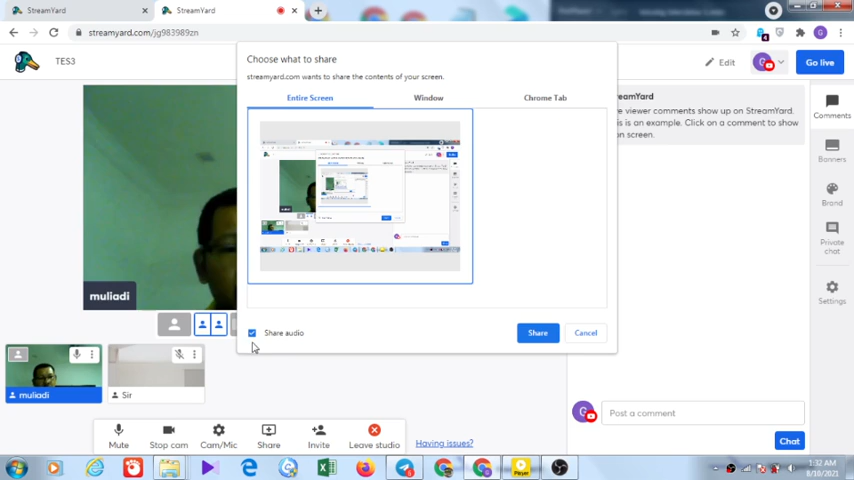 StreamYard
StreamYard
streamyard.com/jg983989zn
TES3
Edit
Go live
Choose what to share
streamyard.com wants to share the contents of your screen.
Entire Screen
Window
Chrome Tab
Share audio
Share
Cancel
reamYard
e viewer comments show up on StreamYard.
is is an example. Click on a comment to show
on screen.
Comments
Banners
Brand
Private
chat
Settings
muliadi
muliadi
Sir
Mute
Stop cam
Cam/Mic
Share
Invite
Leave studio
Having issues?
G
Post a comment
Chat
1:32 AM
8/10/2021